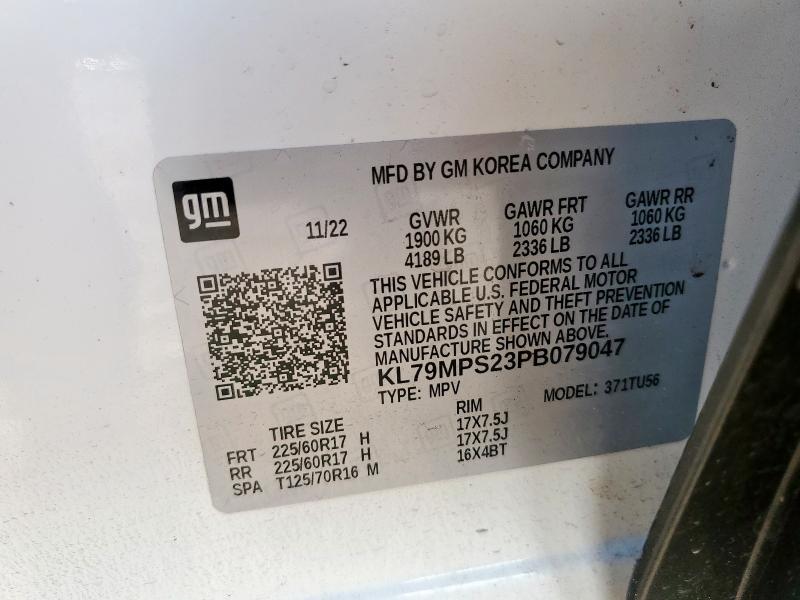 MFD BY GM KOREA COMPANY
gm
11/22
GVWR GAWR FRT GAWR RR
1900 KG 1060 KG 1060 KG
4189 LB 2336 LB 2336 LB
THIS VEHICLE CONFORMS TO ALL
APPLICABLE U.S. FEDERAL MOTOR
VEHICLE SAFETY AND THEFT PREVENTION
STANDARDS IN EFFECT ON THE DATE OF
MANUFACTURE SHOWN ABOVE.
KL79MPS23PB079047
TYPE: MPV MODEL: 371TU56
TIRE SIZE RIM
FRT 225/60R17 H 17X7.5J
RR 225/60R17 H 17X7.5J
SPA T125/70R16 M 16X4BT